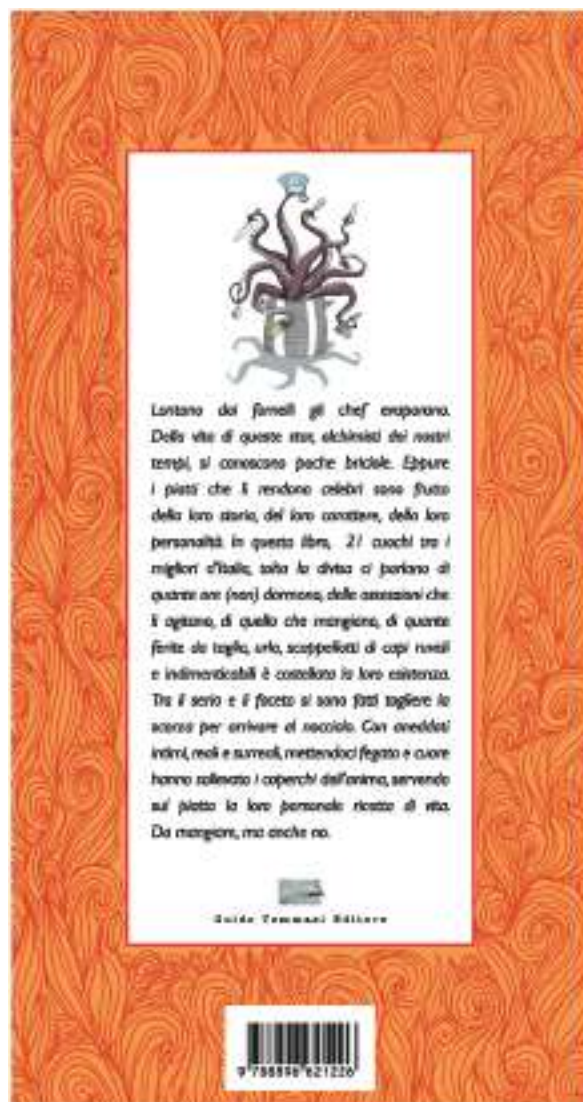 Lontano dai fornelli gli chef evaporano.
Della vita di queste star, alchimisti dei nostri
tempi, si conoscono poche briciole. Eppure
i piatti che li rendono celebri sono frutto
della loro storia, del loro carattere, della loro
personalità. In questo libro, 21 cuochi tra i
migliori d'Italia, tolta la divisa ci parlano di
quante ore (non) dormono, delle ossessioni che
li agitano, di quello che mangiano, di quante
ferite da taglio, urla, scappellotti di capi rurali
e indimenticabili è costellata la loro esistenza.
Tra il serio e il faceto si sono fatti togliere la
scorza per arrivare al nocciolo. Con aneddoti
intimi, reali e surreali, mettendoci fegato e cuore
hanno sollevato i coperchi dell'anima, servendo
sul piatto la loro personale ricetta di vita.
Da mangiare, ma anche no.
Guido Tommasi Editore
9 788896 621226